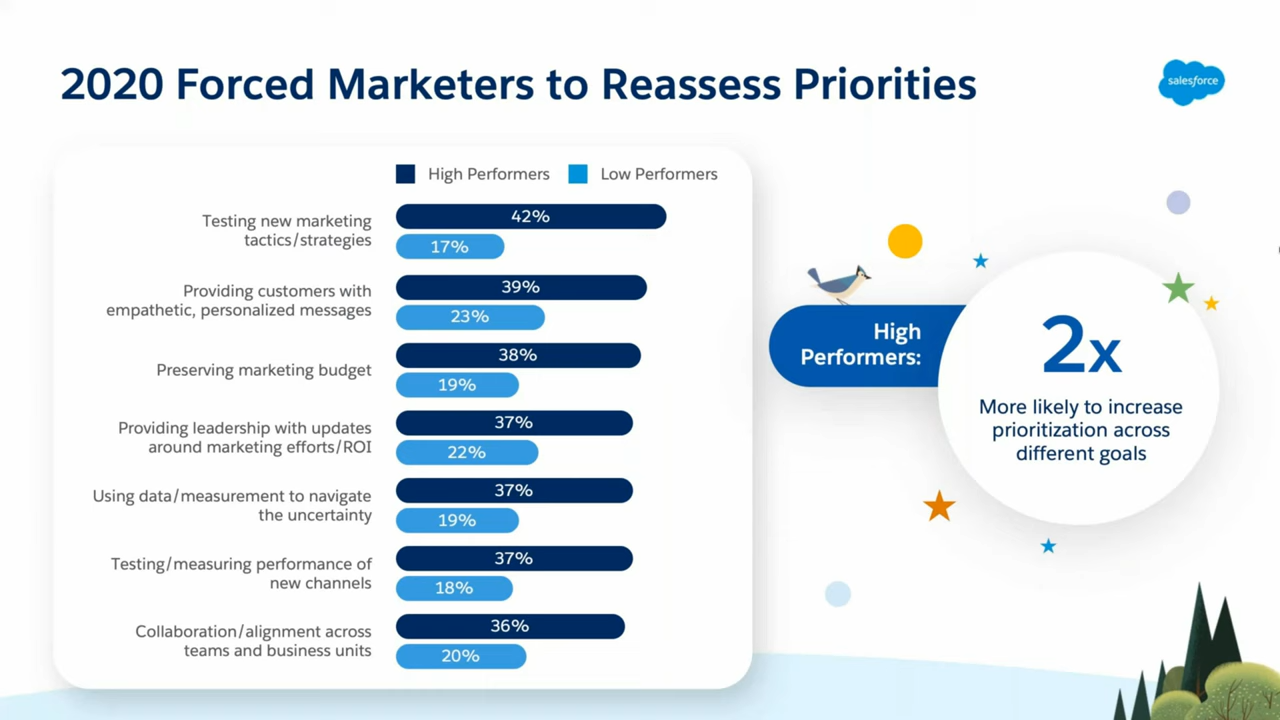 2020 Forced Marketers to Reassess Priorities
salesforce
High Performers
Low Performers
Testing new marketing
tactics/strategies
42%
17%
Providing customers with
empathetic, personalized messages
39%
23%
Preserving marketing budget
38%
19%
Providing leadership with updates
around marketing efforts/ROI
37%
22%
Using data/measurement to navigate
the uncertainty
37%
19%
Testing/measuring performance of
new channels
37%
18%
Collaboration/alignment across
teams and business units
36%
20%
High
Performers:
2x
More likely to increase
prioritization across
different goals